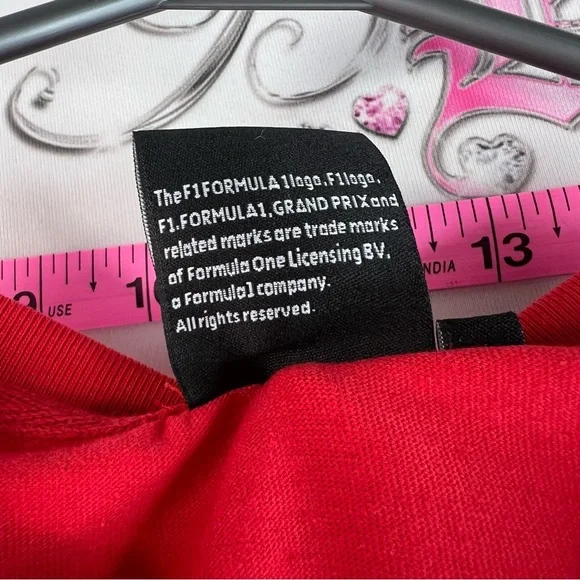 The F1 FORMULA 1 logo, F1 logo,
F1, FORMULA 1, GRAND PRIX and
related marks are trade marks
of Formula One Licensing BV,
a Formula 1 company.
All rights reserved.
USE
NDIA
13